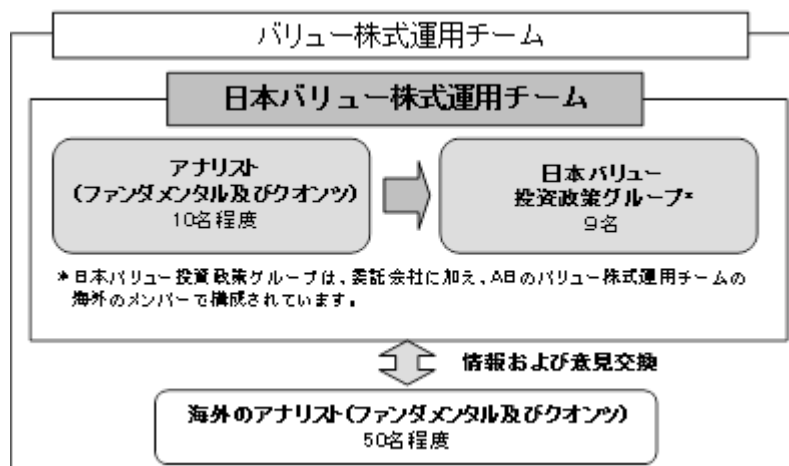 バリュー株式運用チーム
日本バリュー株式運用チーム
アナリスト
(ファンダメンタル及びクオンツ)
10名程度
日本バリュー
投資政策グループ*
9名
*日本バリュー投資政策グループは、委託会社に加え、ABのバリュー株式運用チームの
海外のメンバーで構成されています。
情報および意見交換
海外のアナリスト(ファンダメンタル及びクオンツ)
50名程度